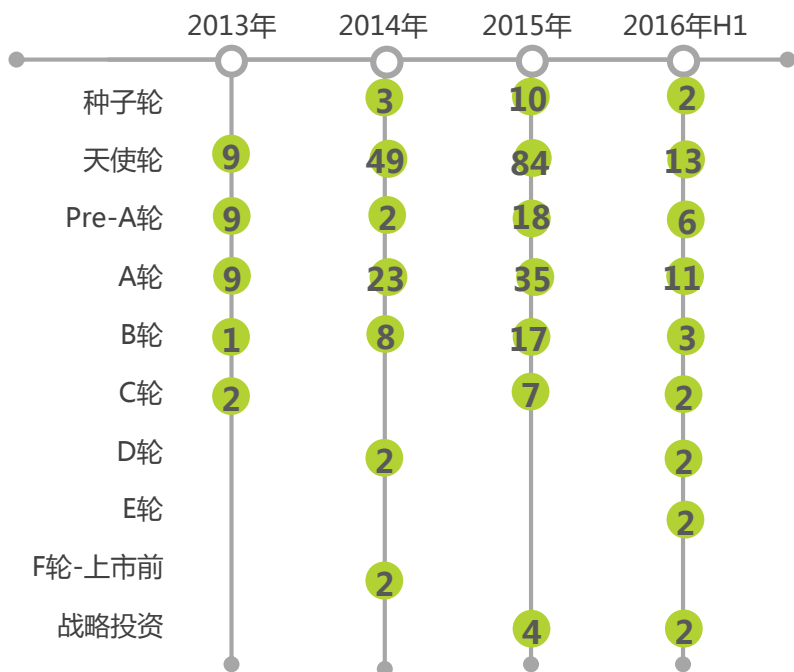 2013年 2014年 2015年 2016年H1
种子轮 3 10 2
天使轮 9 49 84 13
Pre-A轮 9 2 18 6
A轮 9 23 35 11
B轮 1 8 17 3
C轮 2 7 2
D轮 2 2
E轮 2
F轮-上市前 2
战略投资 4 2